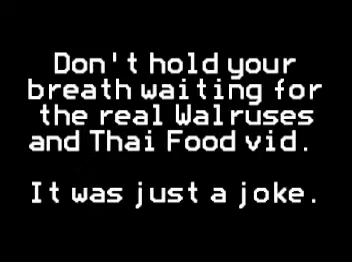 Don't hold your
breath waiting for
the real Walruses
and Thai Food vid.
It was just a joke.